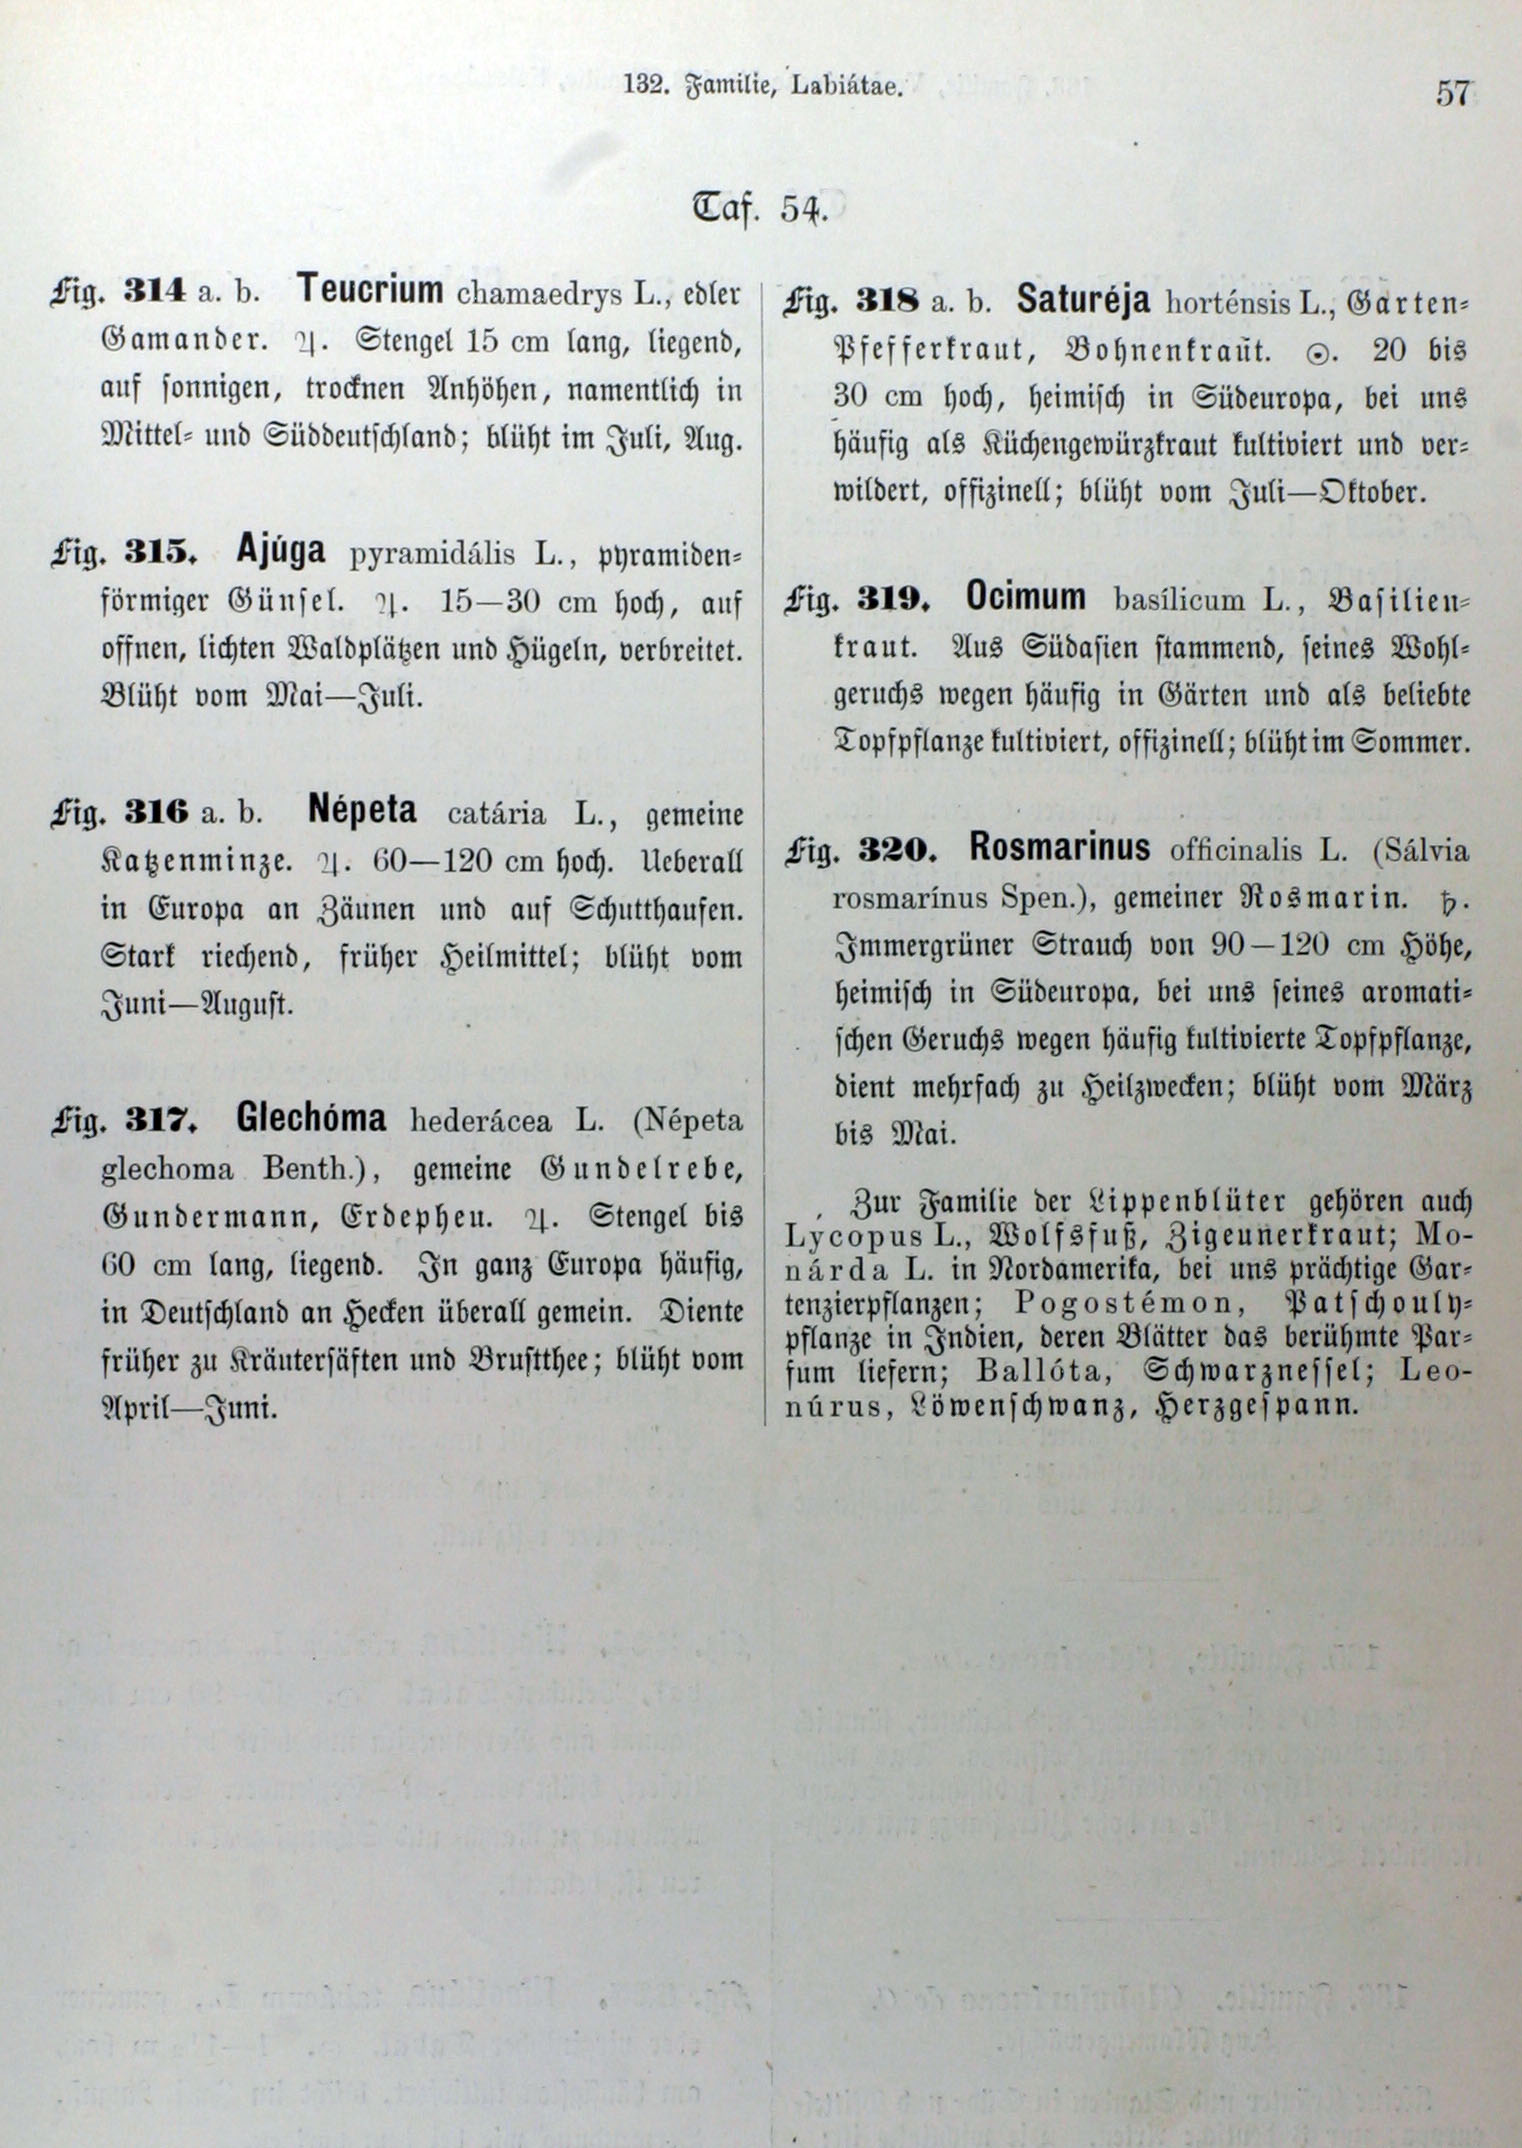 132. Familie, Labiátae.
57
Taf. 54.
Fig. 314 a. b. Teucrium chamaedrys L., edler
Gamander. ♃. Stengel 15 cm lang, liegend,
auf sonnigen, trocknen Anhöhen, namentlich in
Mittel- und Süddeutschland; blüht im Juli, Aug.
Fig. 315. Ajúga pyramidális L., pyramiden-
förmiger Günsel. ♃. 15—30 cm hoch, auf
offnen, lichten Waldplätzen und Hügeln, verbreitet.
Blüht vom Mai—Juli.
Fig. 316 a. b. Népeta catária L., gemeine
Katzenminze. ♃. 60—120 cm hoch. Ueberall
in Europa an Zäunen und auf Schutthaufen.
Stark riechend, früher Heilmittel; blüht vom
Juni—August.
Fig. 317. Glechóma hederácea L. (Népeta
glechoma Benth.), gemeine Gundelrebe,
Gundermann, Erdepheu. ♃. Stengel bis
60 cm lang, liegend. In ganz Europa häufig,
in Deutschland an Hecken überall gemein. Diente
früher zu Kräutersäften und Brustthee; blüht vom
April—Juni.
Fig. 318 a. b. Saturéja horténsis L., Garten-
Pfefferkraut, Bohnenkraut. ☉. 20 bis
30 cm hoch, heimisch in Südeuropa, bei uns
häufig als Küchengewürzkraut kultiviert und ver-
wildert, offizinell; blüht vom Juli—Oktober.
Fig. 319. Ocimum basílicum L., Basilien-
kraut. Aus Südasien stammend, seines Wohl-
geruchs wegen häufig in Gärten und als beliebte
Topfpflanze kultiviert, offizinell; blüht im Sommer.
Fig. 320. Rosmarinus officinalis L. (Sálvia
rosmarínus Spen.), gemeiner Rosmarin. ♄.
Immergrüner Strauch von 90—120 cm Höhe,
heimisch in Südeuropa, bei uns seines aromati-
schen Geruchs wegen häufig kultivierte Topfpflanze,
dient mehrfach zu Heilzwecken; blüht vom März
bis Mai.
Zur Familie der Lippenblüter gehören auch
Lycopus L., Wolfsfuß, Zigeunerkraut; Mo-
nárda L. in Nordamerika, bei uns prächtige Gar-
tenzierpflanzen; Pogostémon, Patschouly-
pflanze in Indien, deren Blätter das berühmte Par-
fum liefern; Ballóta, Schwarznessel; Leo-
núrus, Löwenschwanz, Herzgespann.